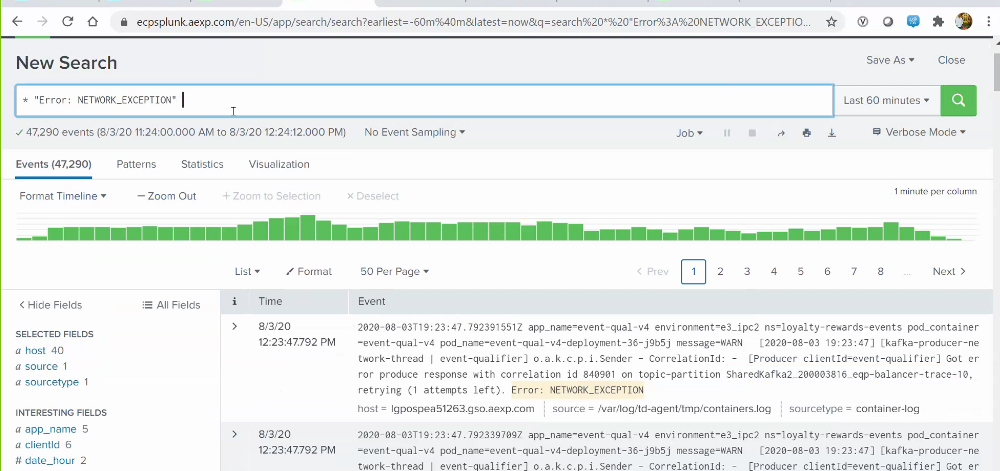 ecpsplunk.aexp.com/en-US/app/search/search?earliest=-60m%40m&latest=now&q=search%20*%20"Error%3A%20NETWORK_EXCEPTIO...
walk me
New Search
Save As
Close
* "Error: NETWORK_EXCEPTION"
Last 60 minutes
47,290 events (8/3/20 11:24:00.000 AM to 8/3/20 12:24:12.000 PM)
No Event Sampling
Job
Verbose Mode
Events (47,290)
Patterns
Statistics
Visualization
Format Timeline
— Zoom Out
+ Zoom to Selection
× Deselect
1 minute per column
List
Format
50 Per Page
< Prev
1
2
3
4
5
6
7
8
...
Next >
< Hide Fields
All Fields
i
Time
Event
SELECTED FIELDS
a host 40
a source 1
a sourcetype 1
INTERESTING FIELDS
a app_name 5
a clientId 6
# date_hour 2
> 8/3/20
12:23:47.792 PM
2020-08-03T19:23:47.792391551Z app_name=event-qual-v4 environment=e3_ipc2 ns=loyalty-rewards-events pod_container
=event-qual-v4 pod_name=event-qual-v4-deployment-36-j9b5j message=WARN [2020-08-03 19:23:47] [kafka-producer-ne
twork-thread | event-qualifier] o.a.k.c.p.i.Sender - CorrelationId: - [Producer clientId=event-qualifier] Got er
ror produce response with correlation id 840901 on topic-partition SharedKafka2_200003816_eqp-balancer-trace-10,
retrying (1 attempts left). Error: NETWORK_EXCEPTION
host = lgpospea51263.gso.aexp.com
source = /var/log/td-agent/tmp/containers.log
sourcetype = container-log
> 8/3/20
12:23:47.792 PM
2020-08-03T19:23:47.792339709Z app_name=event-qual-v4 environment=e3_ipc2 ns=loyalty-rewards-events pod_container
=event-qual-v4 pod_name=event-qual-v4-deployment-36-j9b5j message=WARN [2020-08-03 19:23:47] [kafka-producer-ne
twork-thread | event-qualifier] o.a.k.c.p.i.Sender - CorrelationId: - [Producer clientId=event-qualifier] Got er